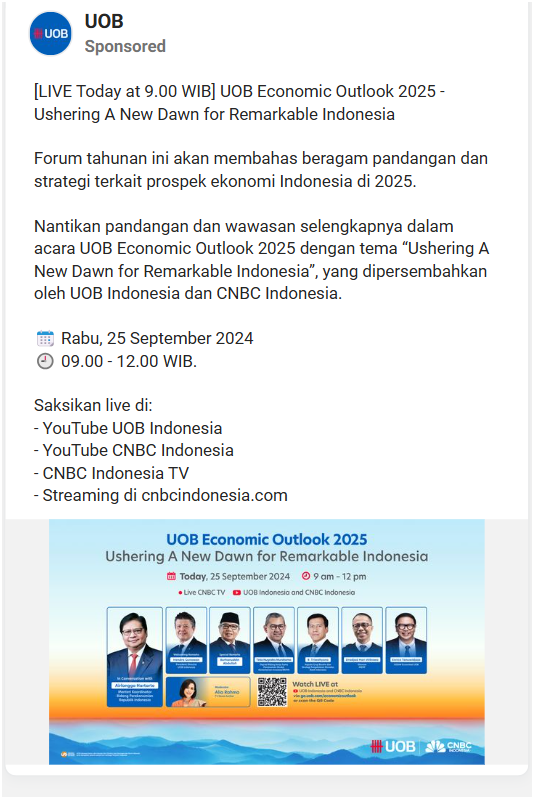 UOB
UOB
Sponsored
[LIVE Today at 9.00 WIB] UOB Economic Outlook 2025 -
Ushering A New Dawn for Remarkable Indonesia
Forum tahunan ini akan membahas beragam pandangan dan
strategi terkait prospek ekonomi Indonesia di 2025.
Nantikan pandangan dan wawasan selengkapnya dalam
acara UOB Economic Outlook 2025 dengan tema “Ushering A
New Dawn for Remarkable Indonesia”, yang dipersembahkan
oleh UOB Indonesia dan CNBC Indonesia.
Rabu, 25 September 2024
09.00 - 12.00 WIB.
Saksikan live di:
- YouTube UOB Indonesia
- YouTube CNBC Indonesia
- CNBC Indonesia TV
- Streaming di cnbcindonesia.com
UOB Economic Outlook 2025
Ushering A New Dawn for Remarkable Indonesia
Today, 25 September 2024 9 am – 12 pm
Live CNBC TV UOB Indonesia and CNBC Indonesia
In Conversation with
Airlangga Hartarto
Menteri Koordinator
Bidang Perekonomian
Republik Indonesia
Watch LIVE at
UOB Indonesia and CNBC Indonesia
or scan the QR Code
UOB
CNBC
INDONESIA